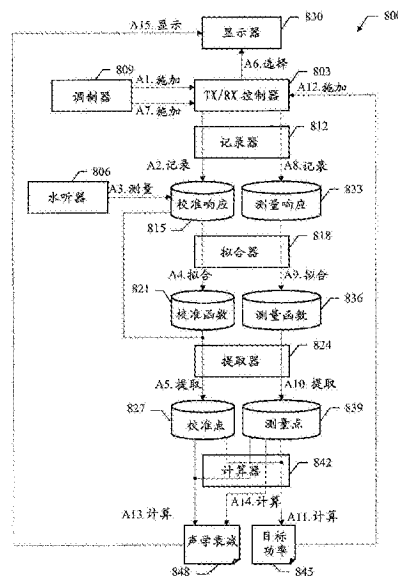 A15.显示
830
显示器
800
A6.选择
809
803
A12.施加
调制器
A1.施加
A7.施加
TX/RX 控制器
812
记录器
806
水听器
A3.测量
A2.记录
A8.记录
833
校准响应
测量响应
815
818
拟合器
A4.拟合
A9.拟合
821
836
校准函数
测量函数
824
提取器
A5.提取
A10.提取
827
839
校准点
测量点
842
计算器
A13.计算
A14.计算
A11.计算
声学衰减
目标
功率
848
845